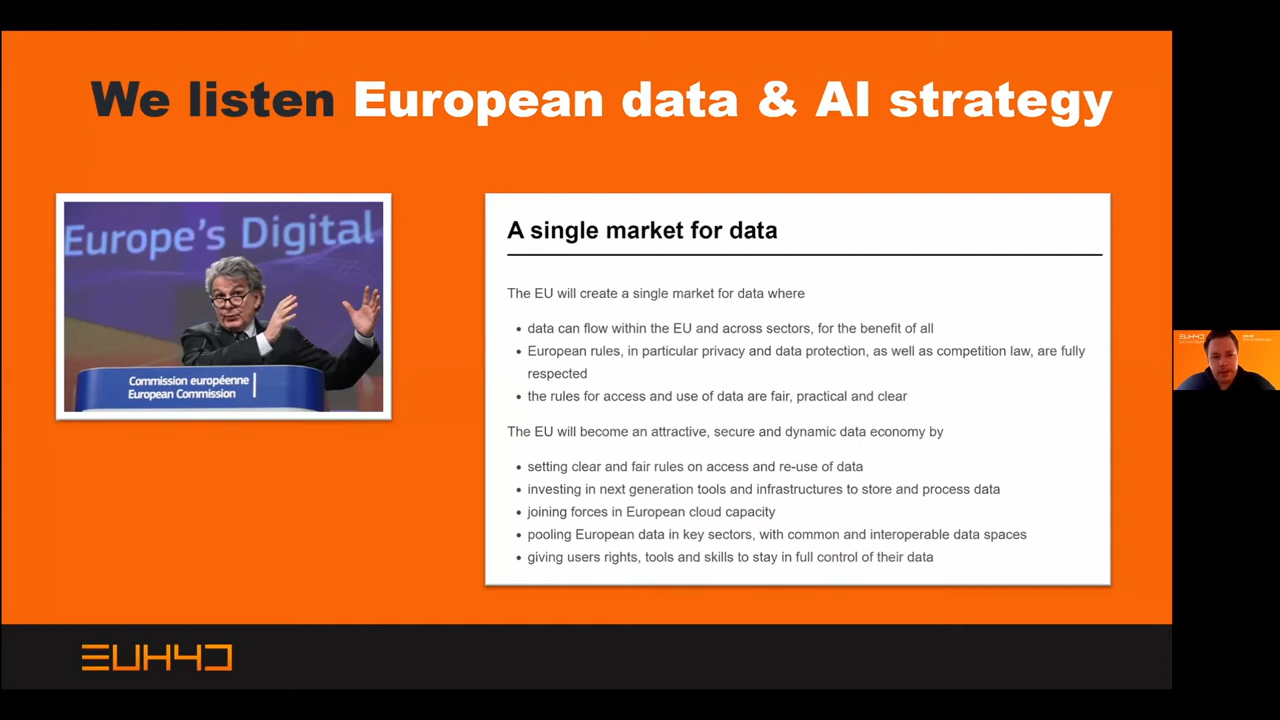 We listen European data & AI strategy
Europe's Digital
Commission européenne
European Commission
A single market for data
The EU will create a single market for data where
• data can flow within the EU and across sectors, for the benefit of all
• European rules, in particular privacy and data protection, as well as competition law, are fully
respected
• the rules for access and use of data are fair, practical and clear
The EU will become an attractive, secure and dynamic data economy by
• setting clear and fair rules on access and re-use of data
• investing in next generation tools and infrastructures to store and process data
• joining forces in European cloud capacity
• pooling European data in key sectors, with common and interoperable data spaces
• giving users rights, tools and skills to stay in full control of their data
EUH4D